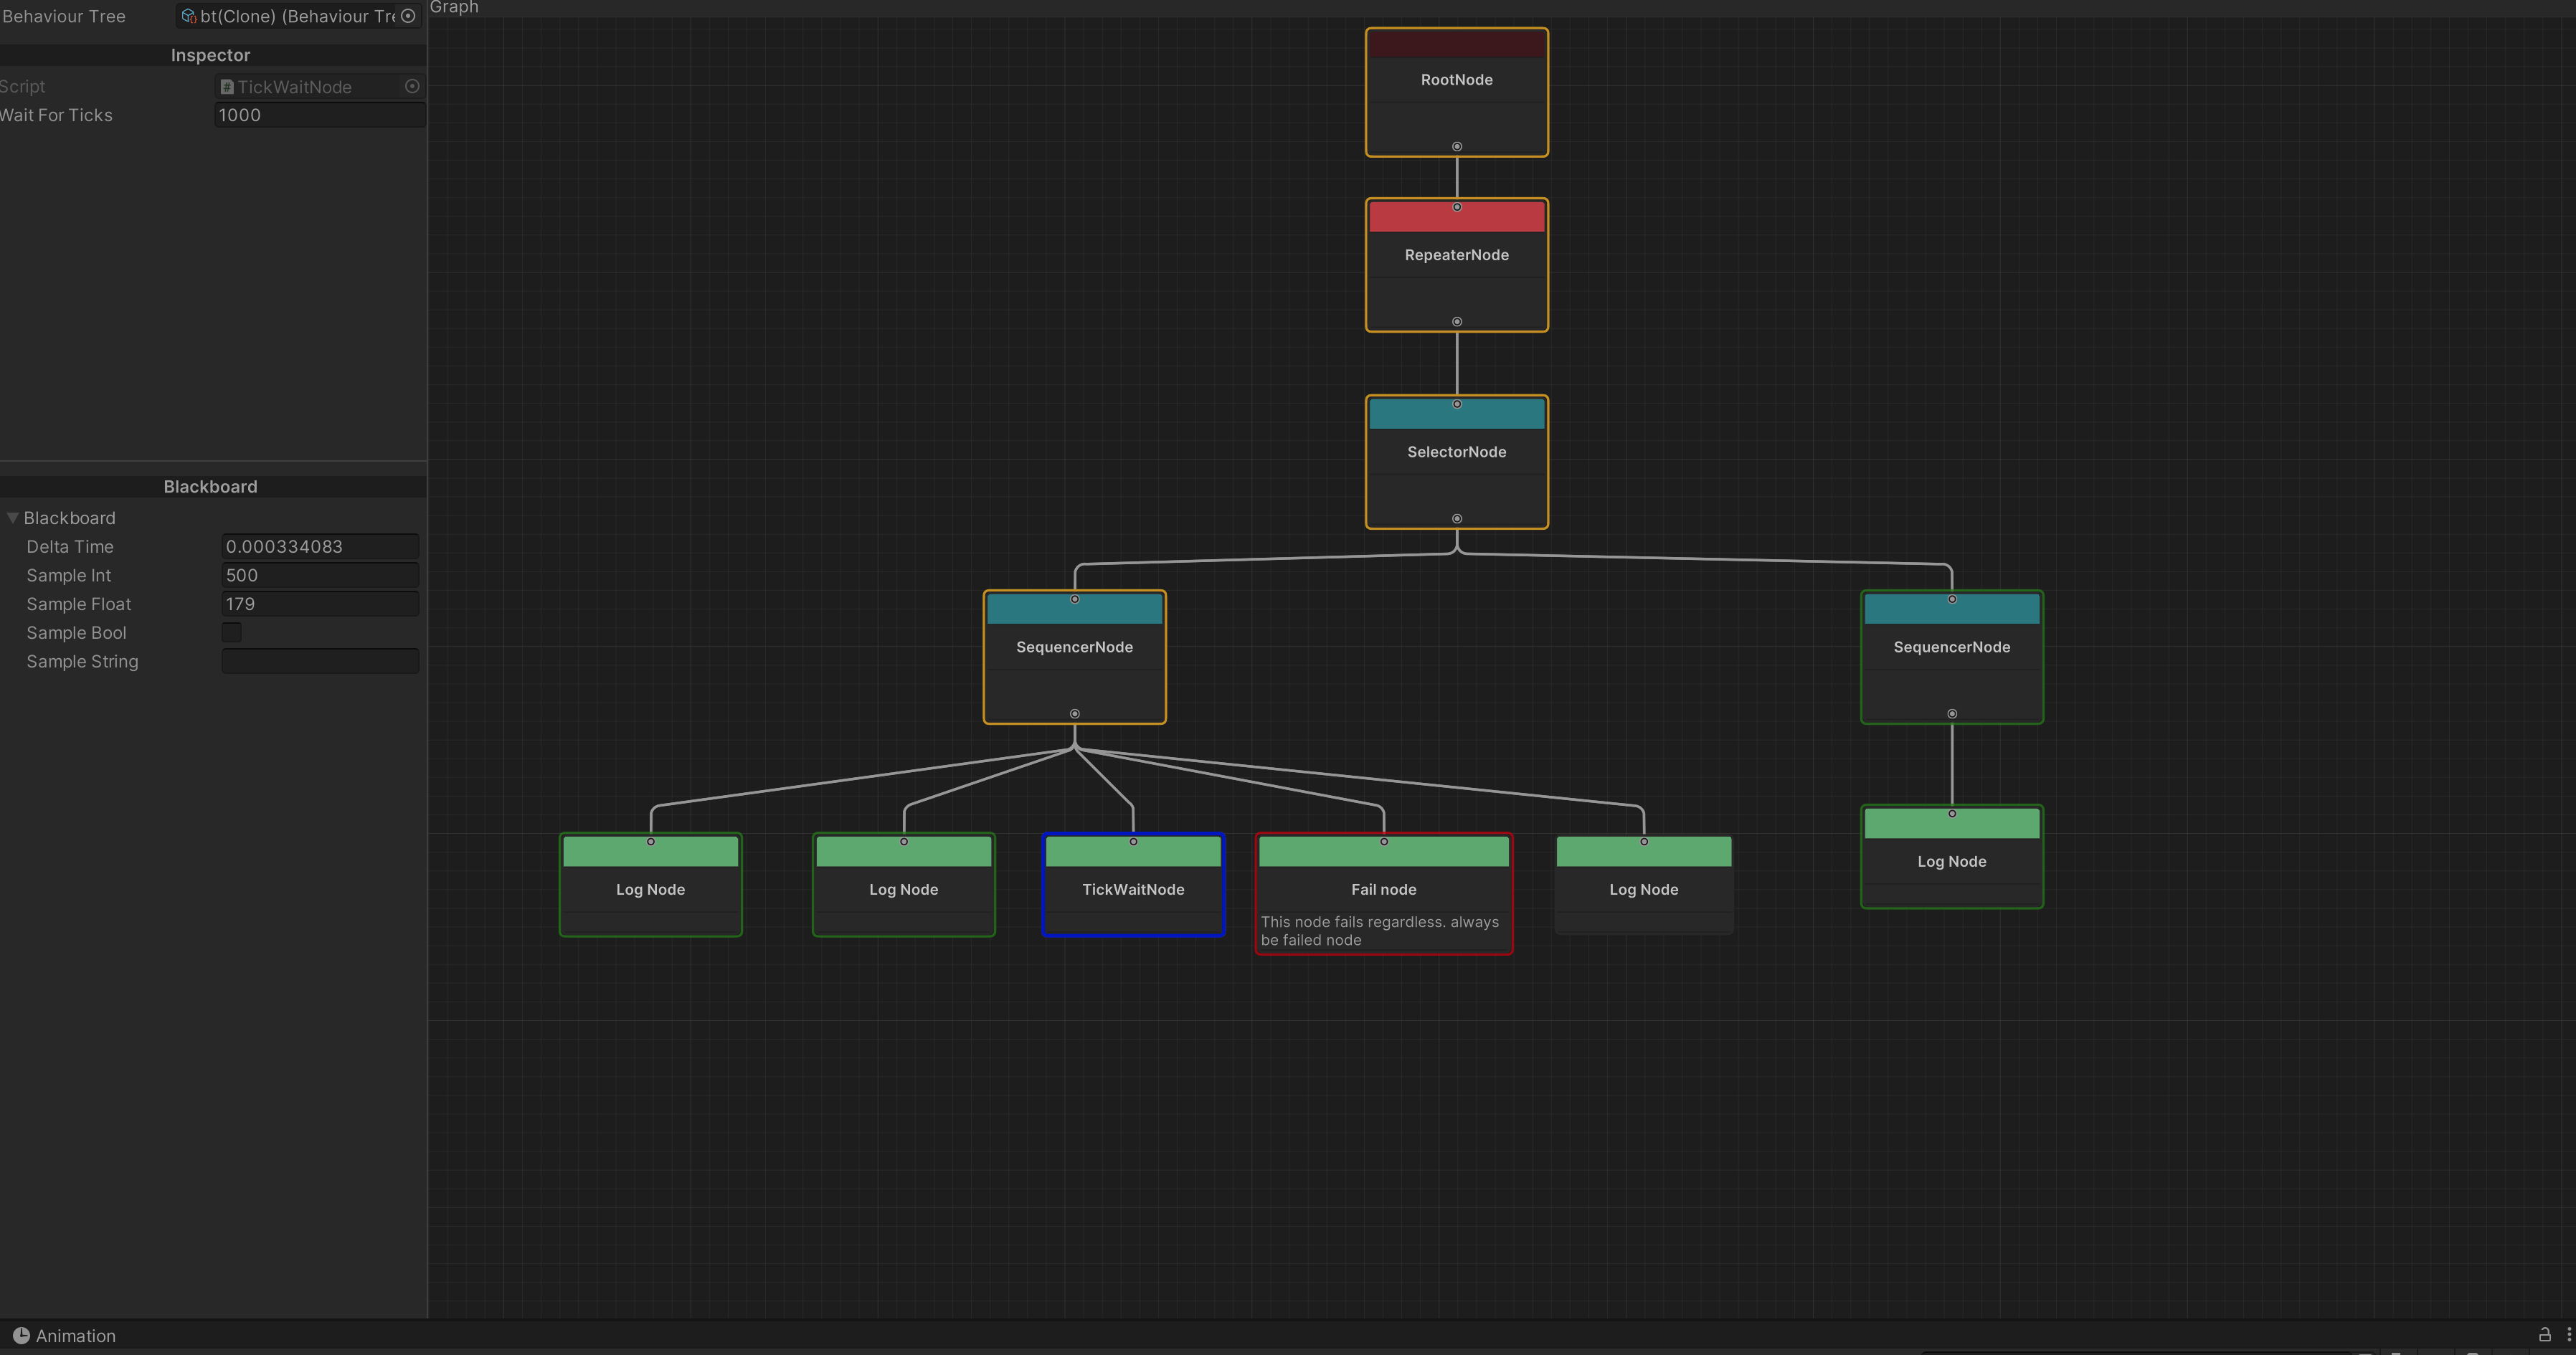 Behaviour Tree bt(Clone) (Behaviour Tre
Inspector
Script TickWaitNode
Wait For Ticks 1000
Blackboard
Blackboard
Delta Time 0.000334083
Sample Int 500
Sample Float 179
Sample Bool
Sample String
Graph
RootNode
RepeaterNode
SelectorNode
SequencerNode
SequencerNode
Log Node
Log Node
TickWaitNode
Fail node
This node fails regardless. always
be failed node
Log Node
Log Node
Animation